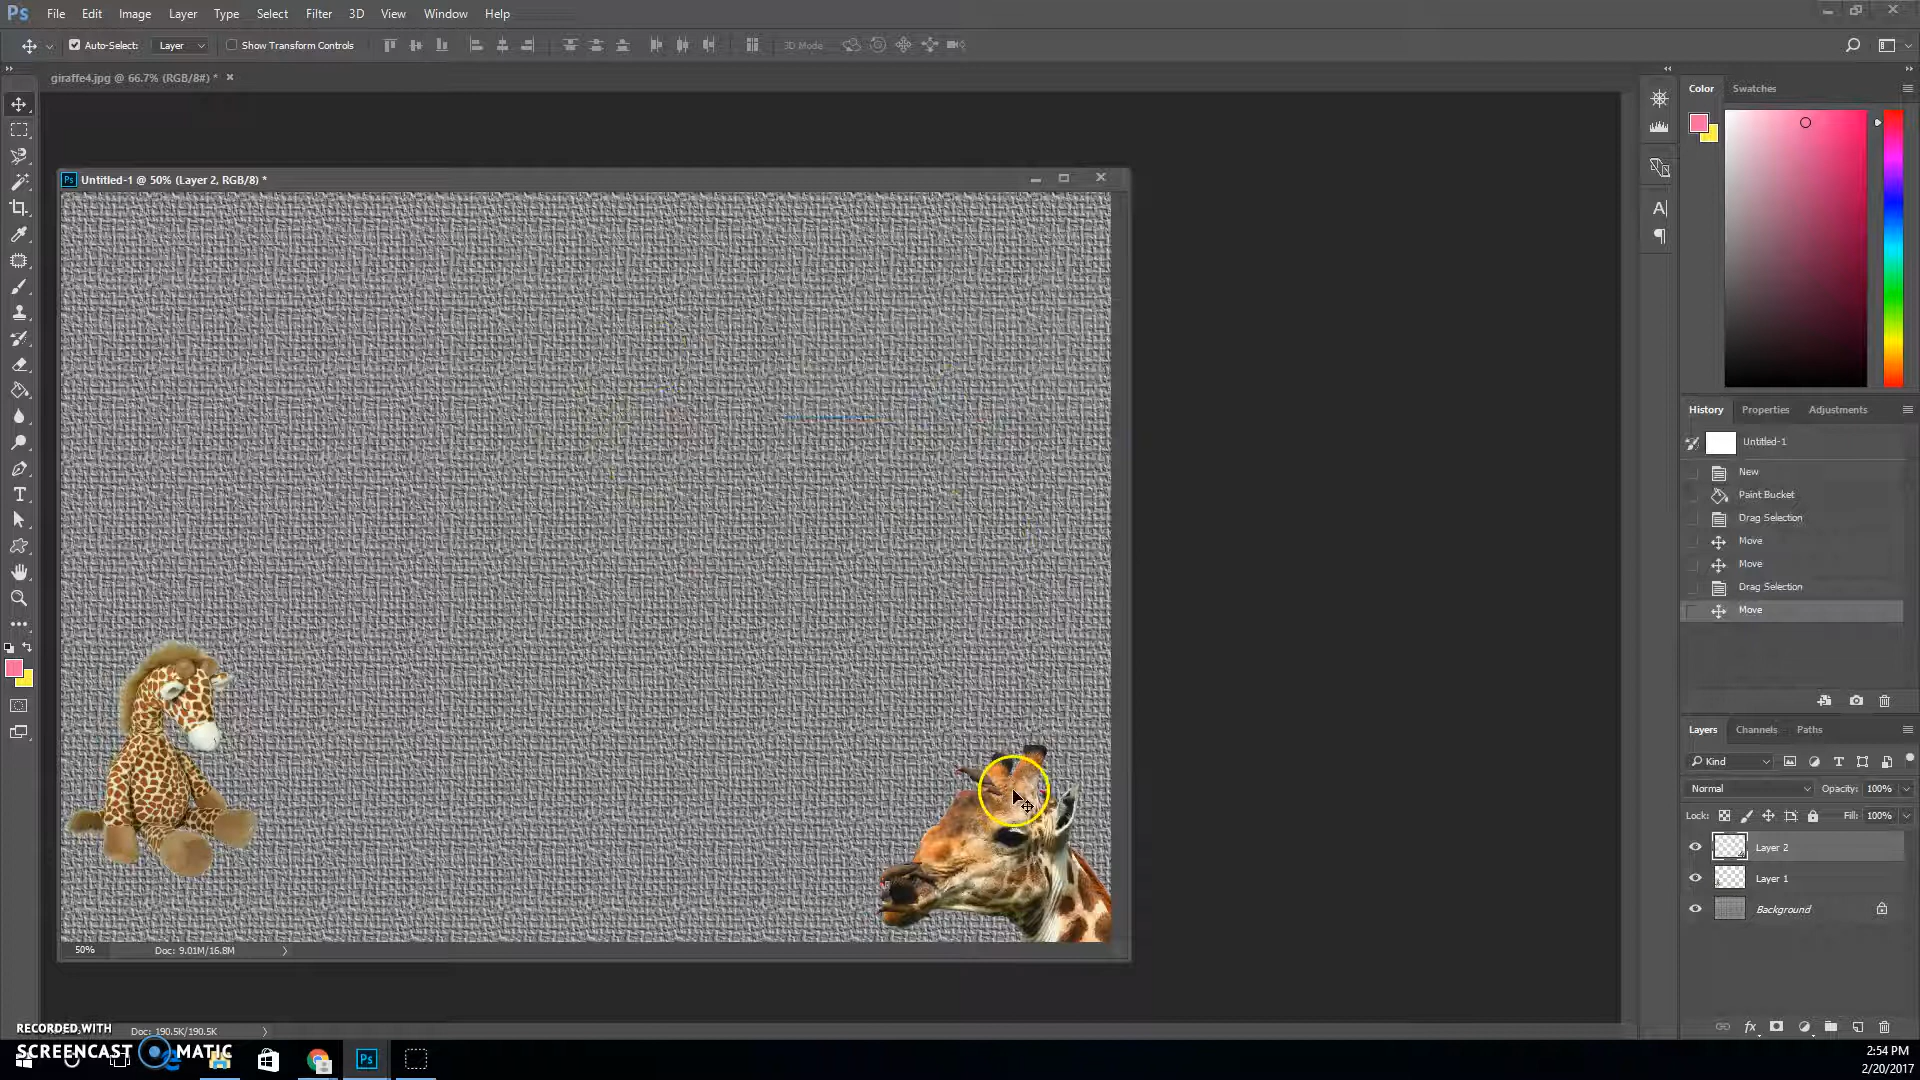 Ps File Edit Image Layer Type Select Filter 3D View Window Help
Auto-Select: Layer Show Transform Controls 3D Mode:
giraffe4.jpg @ 66.7% (RGB/8#) *
Untitled-1 @ 50% (Layer 2, RGB/8) *
Color Swatches
History Properties Adjustments
Untitled-1
New
Paint Bucket
Drag Selection
Move
Move
Drag Selection
Move
Layers Channels Paths
Kind
Normal Opacity: 100%
Lock: Fill: 100%
Layer 2
Layer 1
Background
50% Doc: 9.01M/16.8M
Doc: 190.5K/190.5K
RECORDED WITH
SCREENCAST MATIC
Ps
2:54 PM
2/20/2017